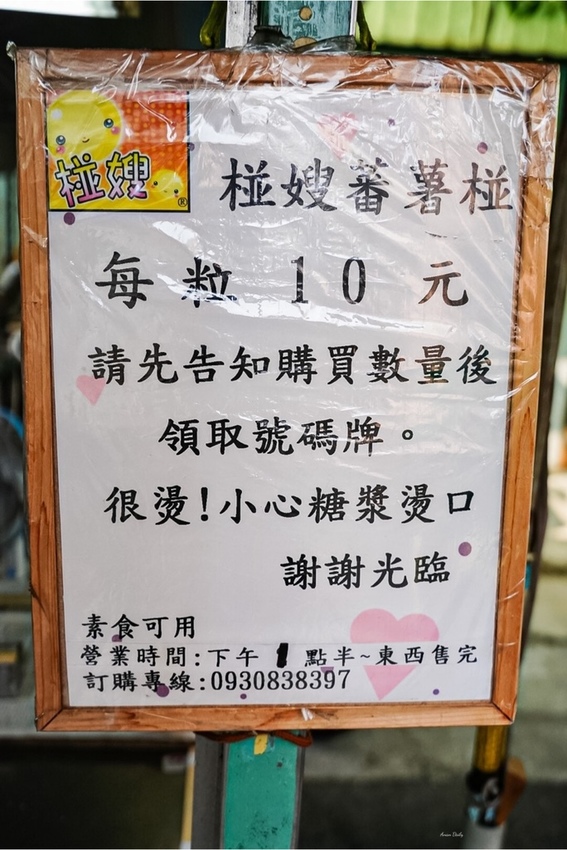 椪嫂®
椪嫂蕃薯椪
每粒 10 元
請先告知購買數量後
領取號碼牌。
很燙!小心糖漿燙口
謝謝光臨
素食可用
營業時間:下午 1 點半~東西售完
訂購專線:0930838397